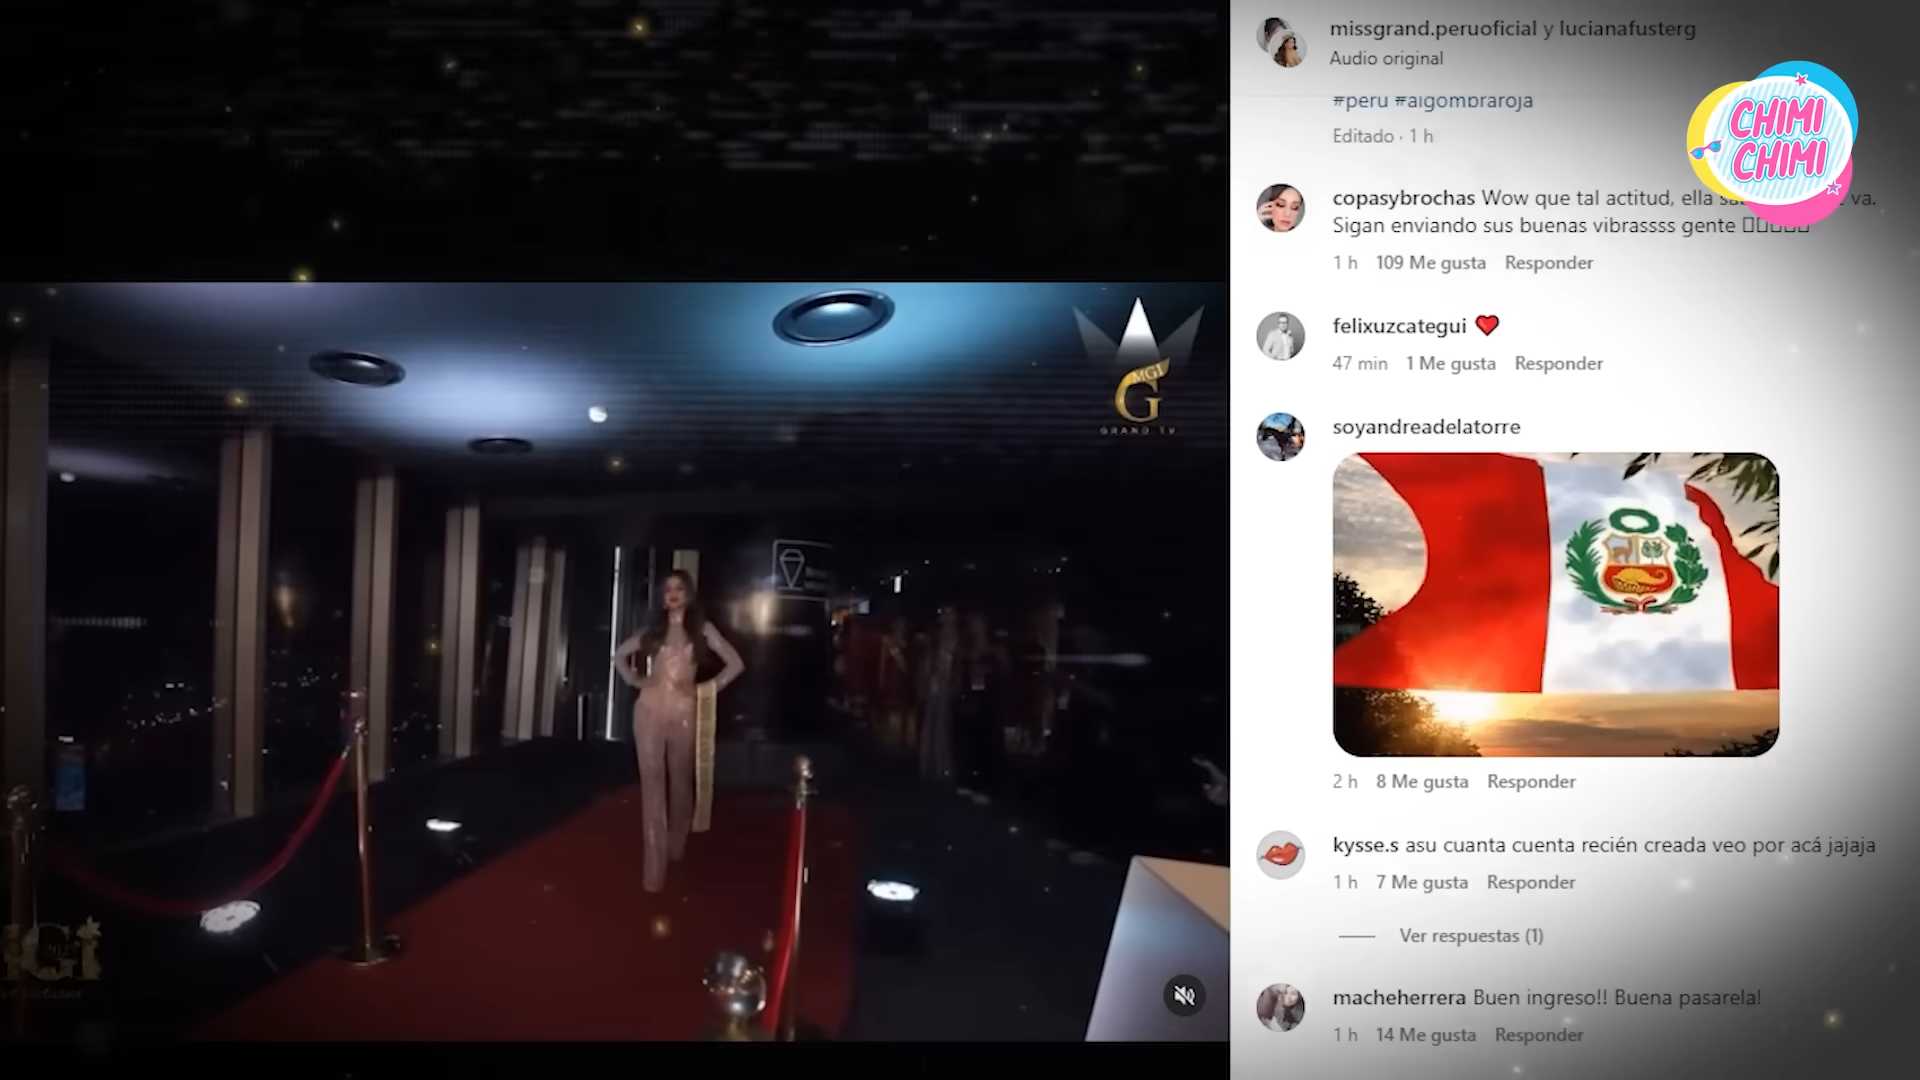 missgrand.peruoficial y lucianafusterg
Audio original
#peru #algombraroja
Editado · 1 h
CHIMI
CHIMI
copasybrochas Wow que tal actitud, ella va.
Sigan enviando sus buenas vibrassss gente
1 h 109 Me gusta Responder
felixuzcategui
47 min 1 Me gusta Responder
soyandreadelatorre
2 h 8 Me gusta Responder
kysse.s asu cuanta cuenta recién creada veo por acá jajaja
1 h 7 Me gusta Responder
Ver respuestas (1)
macheherrera Buen ingreso!! Buena pasarela!
1 h 14 Me gusta Responder
MGI
G
GRAND TV